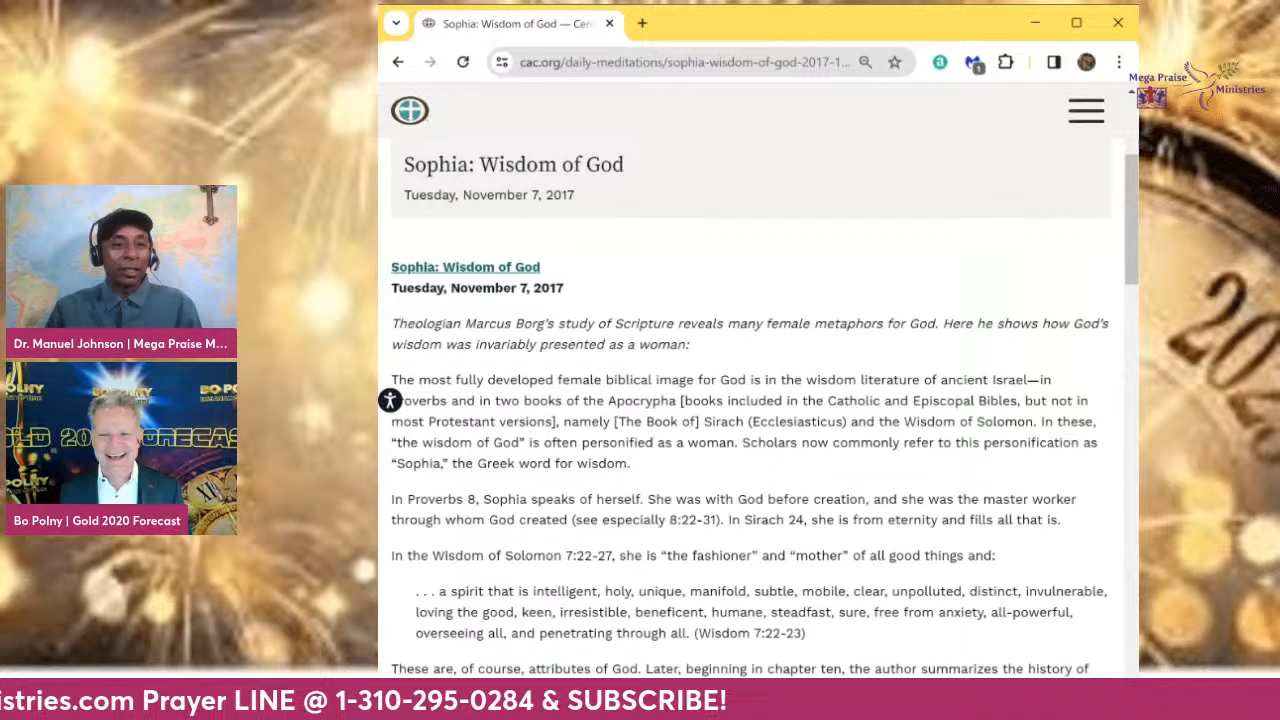 Sophia: Wisdom of God — Cen
cac.org/daily-meditations/sophia-wisdom-of-god-2017-1...
a
1
Mega Praise
Ministries
Sophia: Wisdom of God
Tuesday, November 7, 2017
Sophia: Wisdom of God
Tuesday, November 7, 2017
Theologian Marcus Borg’s study of Scripture reveals many female metaphors for God. Here he shows how God’s
wisdom was invariably presented as a woman:
The most fully developed female biblical image for God is in the wisdom literature of ancient Israel—in
roverbs and in two books of the Apocrypha [books included in the Catholic and Episcopal Bibles, but not in
most Protestant versions], namely [The Book of] Sirach (Ecclesiasticus) and the Wisdom of Solomon. In these,
“the wisdom of God” is often personified as a woman. Scholars now commonly refer to this personification as
“Sophia,” the Greek word for wisdom.
In Proverbs 8, Sophia speaks of herself. She was with God before creation, and she was the master worker
through whom God created (see especially 8:22-31). In Sirach 24, she is from eternity and fills all that is.
In the Wisdom of Solomon 7:22-27, she is “the fashioner” and “mother” of all good things and:
. . . a spirit that is intelligent, holy, unique, manifold, subtle, mobile, clear, unpolluted, distinct, invulnerable,
loving the good, keen, irresistible, beneficent, humane, steadfast, sure, free from anxiety, all-powerful,
overseeing all, and penetrating through all. (Wisdom 7:22-23)
These are, of course, attributes of God. Later, beginning in chapter ten, the author summarizes the history of
Dr. Manuel Johnson | Mega Praise M...
POLNY
BO POLNY
OLD 20 FORECAS
POLNY
XII
Bo Polny | Gold 2020 Forecast
202
istries.com Prayer LINE @ 1-310-295-0284 & SUBSCRIBE!